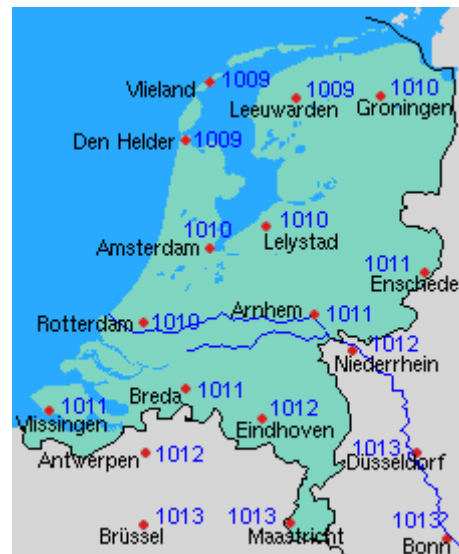 Vlieland 1009
1009 Leeuwarden
1010 Groningen
Den Helder 1009
1010 Amsterdam
1010 Lelystad
1011 Enschede
Rotterdam 1010
Arnhem 1011
1012 Niederrhein
1011 Vlissingen
Breda 1011
1012 Eindhoven
Antwerpen 1012
1013 Düsseldorf
1013 Brüssel
1013 Maastricht
1013 Bonn